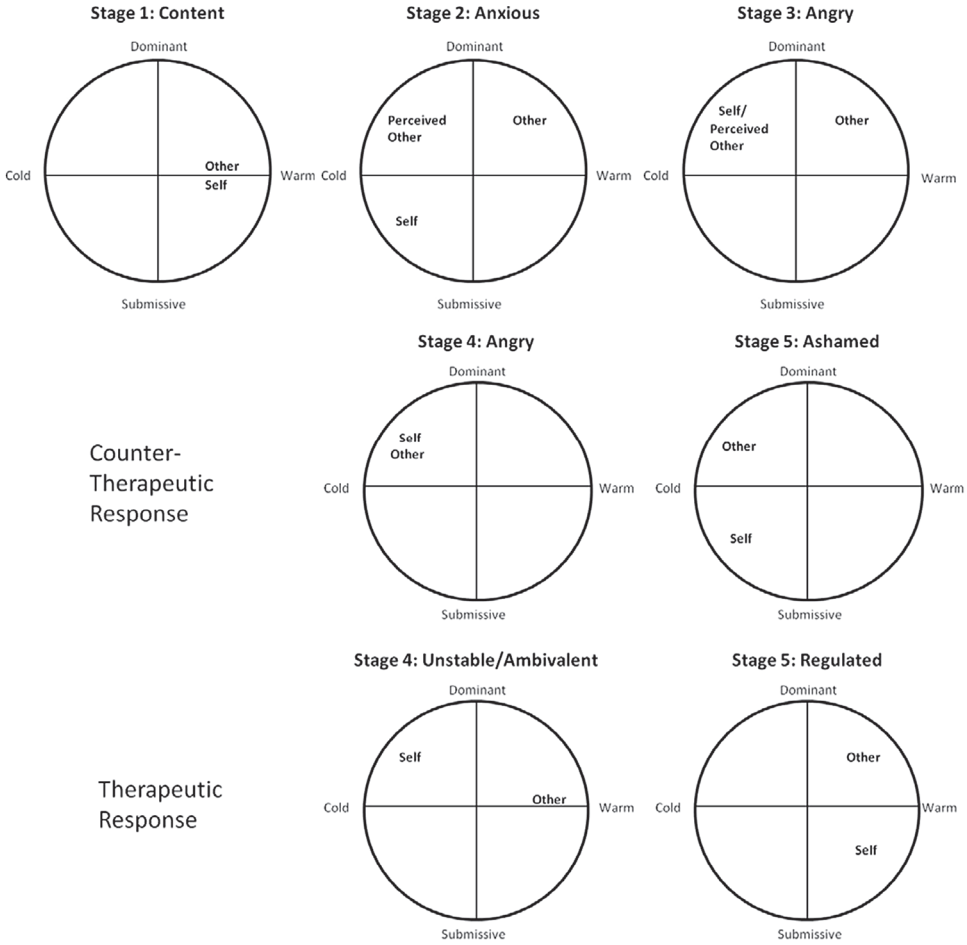 Stage 1: Content
Stage 2: Anxious
Stage 3: Angry
Dominant
Dominant
Dominant
Perceived
Other
Other
Self/
Perceived
Other
Other
Other
Self
Cold
Warm
Cold
Warm
Cold
Warm
Self
Submissive
Submissive
Submissive
Stage 4: Angry
Stage 5: Ashamed
Dominant
Dominant
Counter-
Therapeutic
Response
Self
Other
Other
Cold
Warm
Cold
Warm
Self
Submissive
Submissive
Stage 4: Unstable/Ambivalent
Stage 5: Regulated
Dominant
Dominant
Therapeutic
Response
Self
Other
Other
Cold
Warm
Cold
Warm
Self
Submissive
Submissive